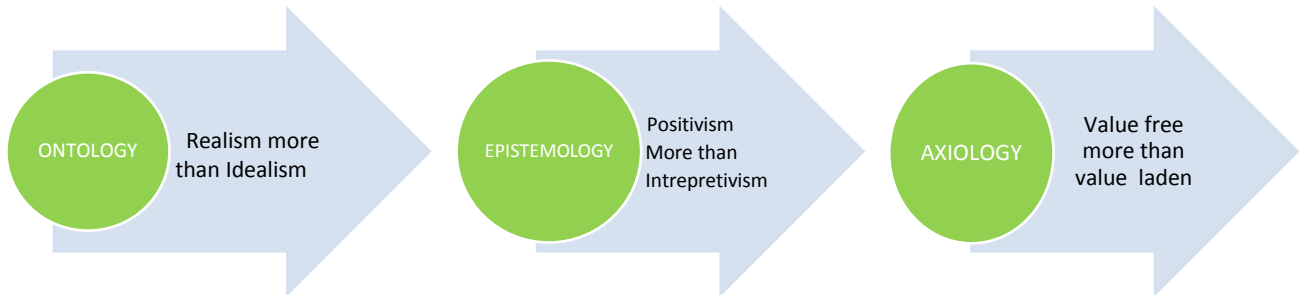 ONTOLOGY
Realism more
than Idealism
EPISTEMOLOGY
Positivism
More than
Intrepretivism
AXIOLOGY
Value free
more than
value laden